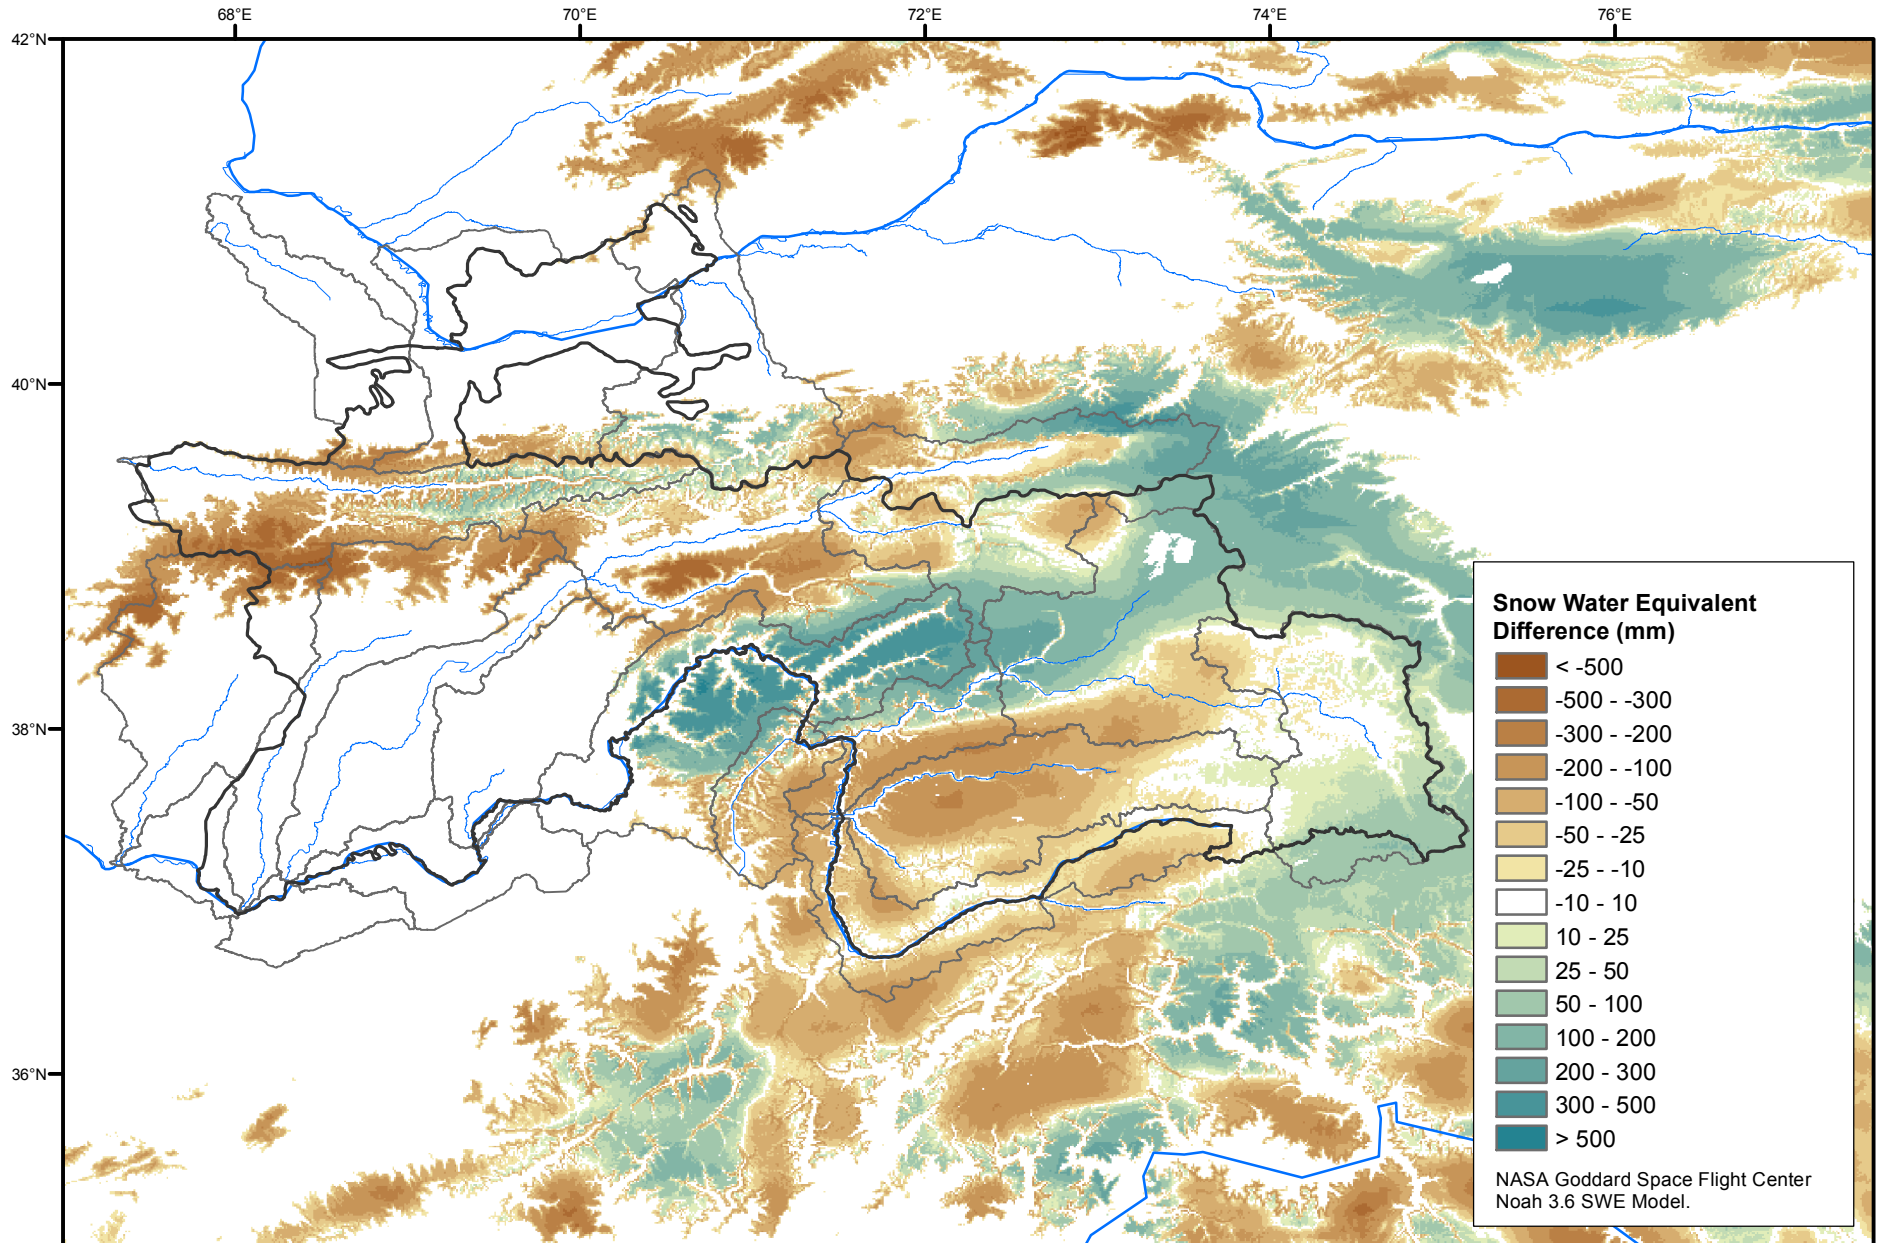 68°E
70°E
72°E
74°E
76°E
42°N
40°N
38°N
36°N
Snow Water Equivalent
Difference (mm)
< -500
-500 - -300
-300 - -200
-200 - -100
-100 - -50
-50 - -25
-25 - -10
-10 - 10
10 - 25
25 - 50
50 - 100
100 - 200
200 - 300
300 - 500
> 500
NASA Goddard Space Flight Center
Noah 3.6 SWE Model.